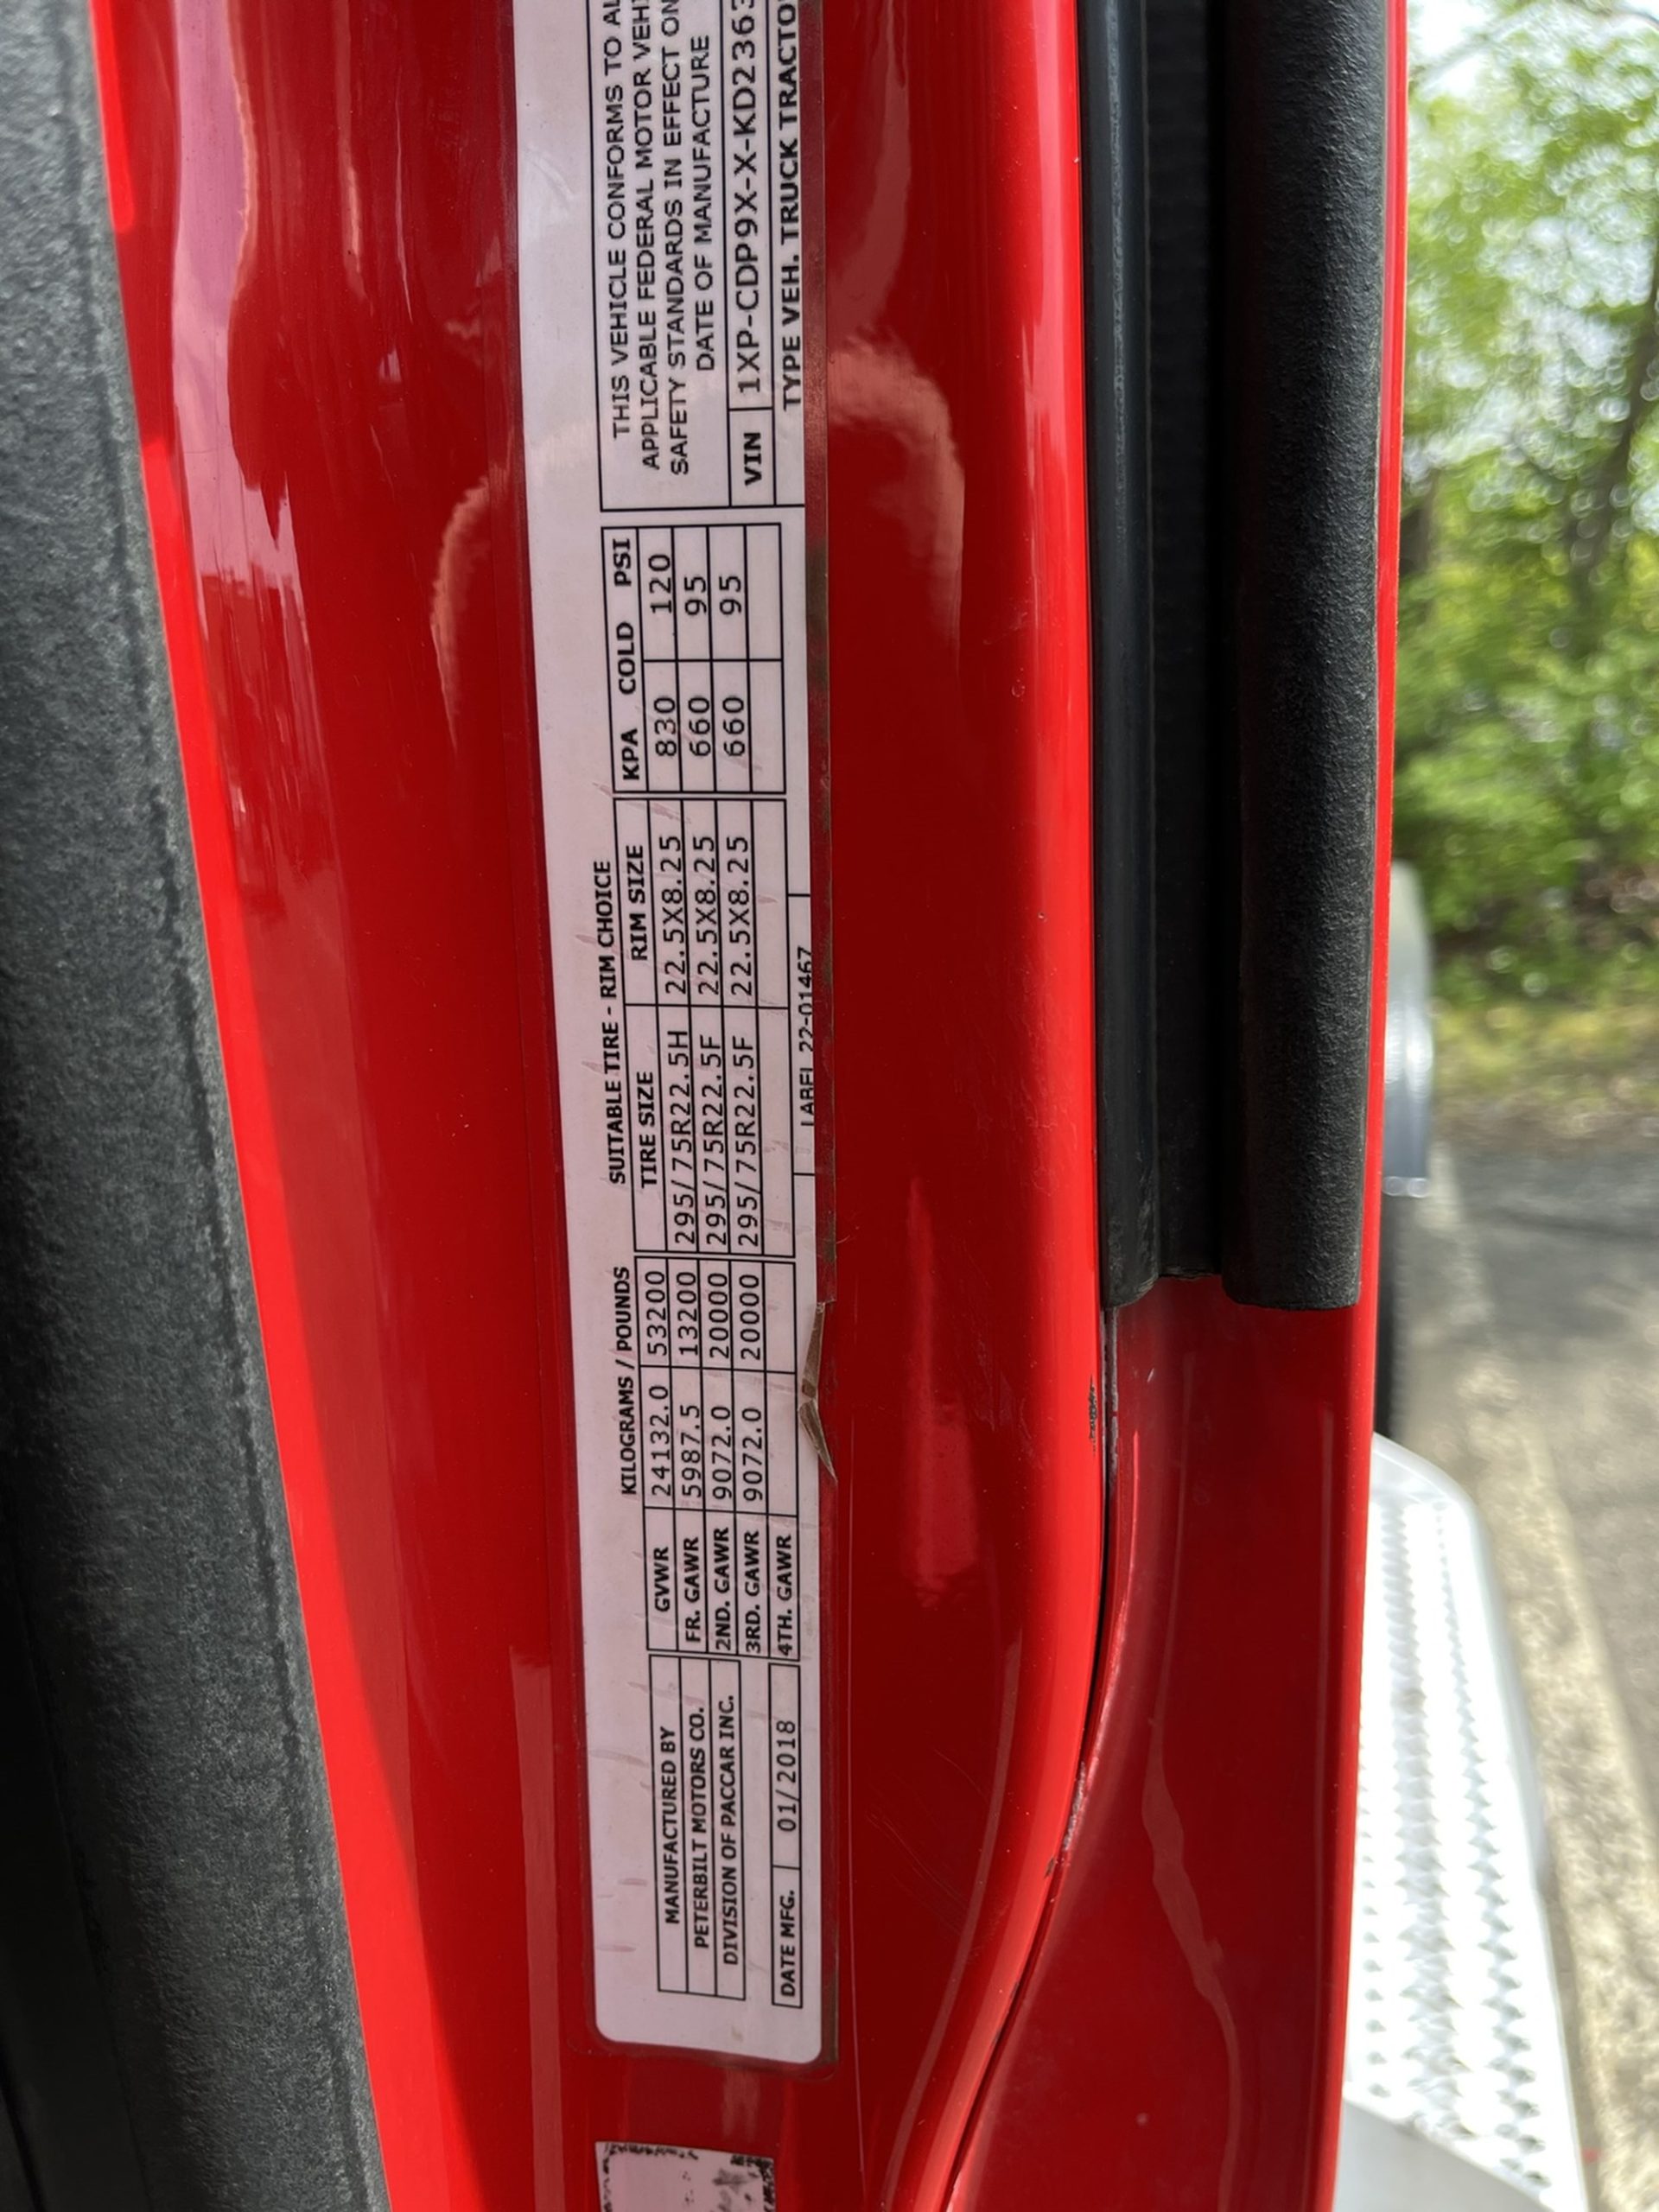 MANUFACTURED BY
PETERBILT MOTORS CO.
DIVISION OF PACCAR INC.
DATE MFG. 01/2018
KILOGRAMS / POUNDS
GVWR 24132.0 53200
FR. GAWR 5987.5 13200
2ND. GAWR 9072.0 20000
3RD. GAWR 9072.0 20000
4TH. GAWR
SUITABLE TIRE - RIM CHOICE
TIRE SIZE RIM SIZE KPA COLD PSI
295/75R22.5H 22.5X8.25 830 120
295/75R22.5F 22.5X8.25 660 95
295/75R22.5F 22.5X8.25 660 95
LABEL 22-01467
THIS VEHICLE CONFORMS TO
APPLICABLE FEDERAL MOTOR
SAFETY STANDARDS IN EFFECT ON
DATE OF MANUFACTURE
VIN 1XP-CDP9X-X-KD2363
TYPE VEH. TRUCK TRACTO